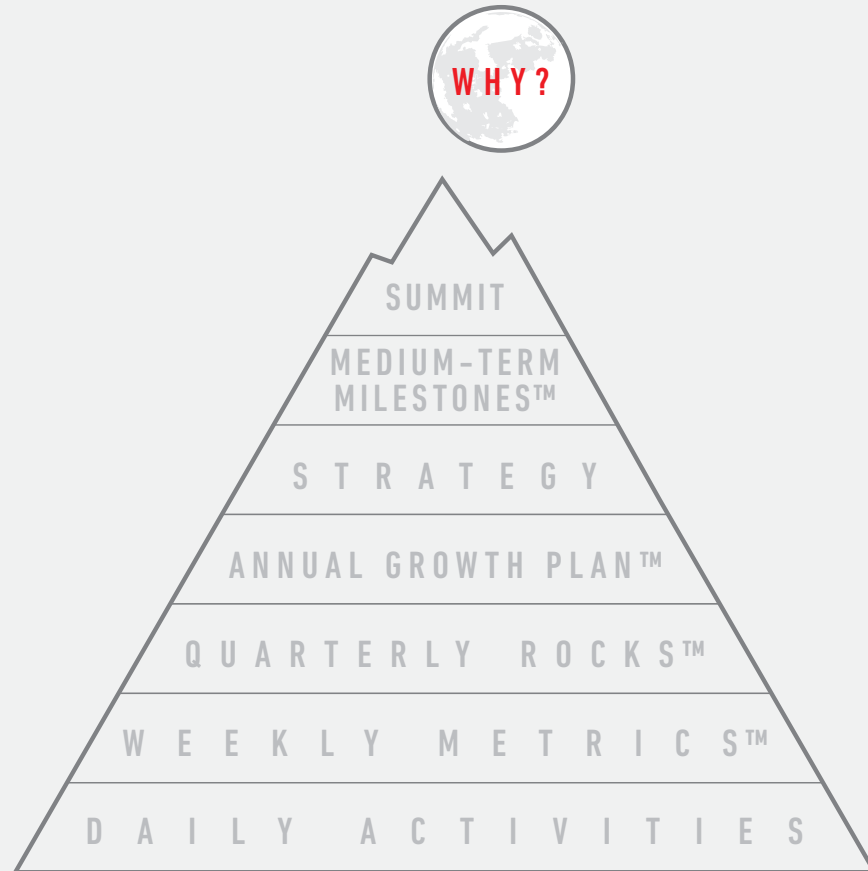 WHY?
SUMMIT
MEDIUM-TERM
MILESTONES™
STRATEGY
ANNUAL GROWTH PLAN™
QUARTERLY ROCKS™
WEEKLY METRICS™
DAILY ACTIVITIES